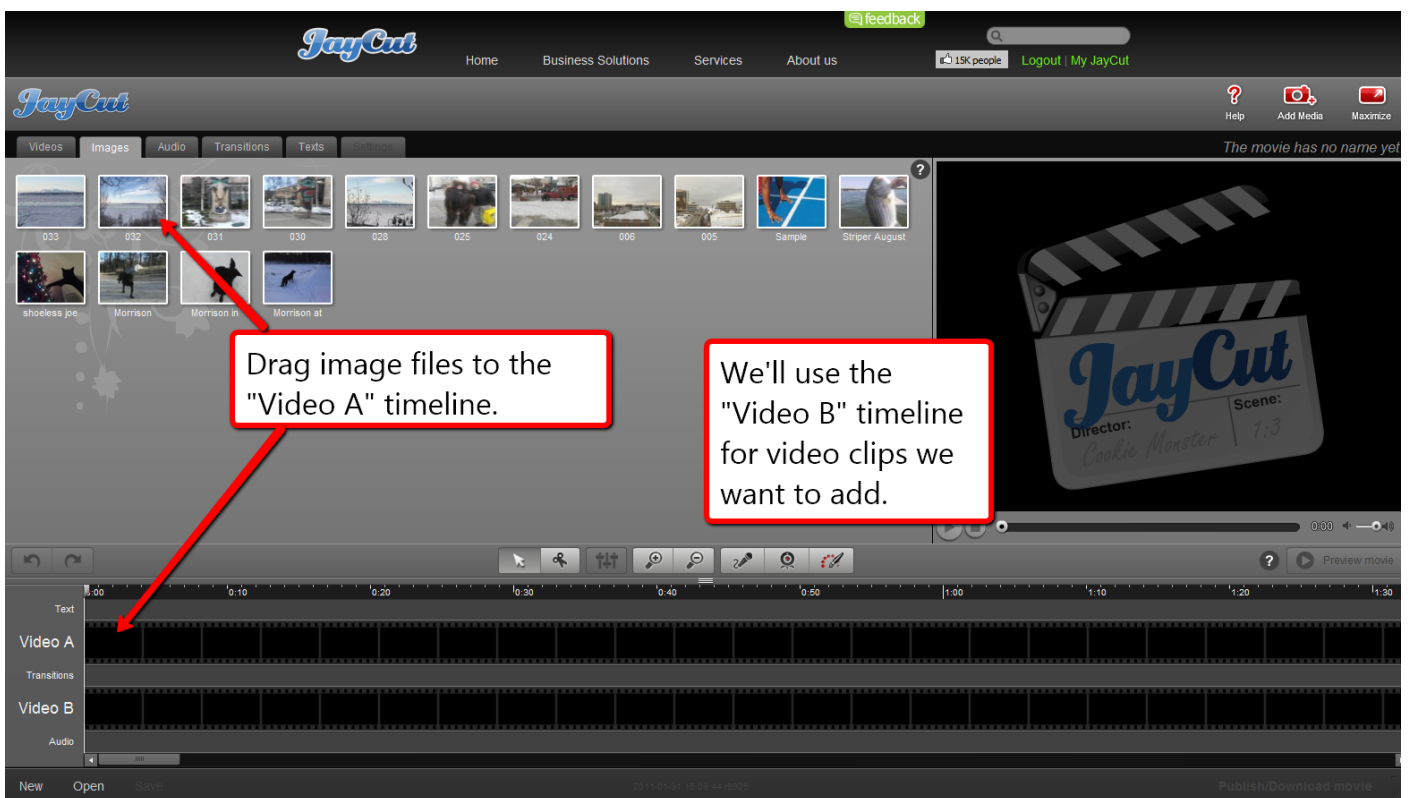 feedback
JayCut
Home Business Solutions Services About us
15K people Logout | My JayCut
JayCut
Help Add Media Maximize
Videos Images Audio Transitions Texts Settings
The movie has no name yet
033 032 031 030 028 025 024 006 005 Sample Striper August
shoeless joe Morrison Morrison in Morrison at
Drag image files to the
"Video A" timeline.
We'll use the
"Video B" timeline
for video clips we
want to add.
JayCut
Director: Scene:
Cookie Monster 1:3
0:00
Preview movie
0:00 0:10 0:20 0:30 0:40 0:50 1:00 1:10 1:20 1:30
Text
Video A
Transitions
Video B
Audio
New Open Save
Publish/Download movie